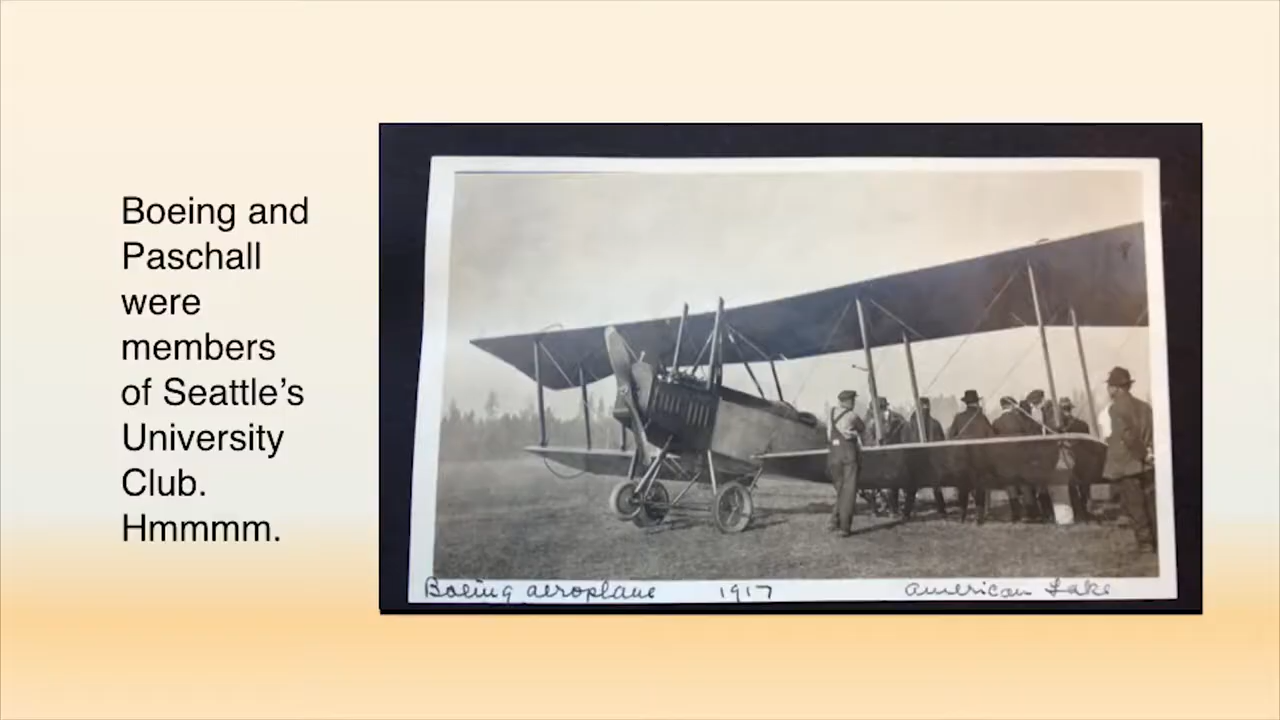 Boeing and
Paschall
were
members
of Seattle’s
University
Club.
Hmmmm.
Boeing aeroplane 1917 American Lake